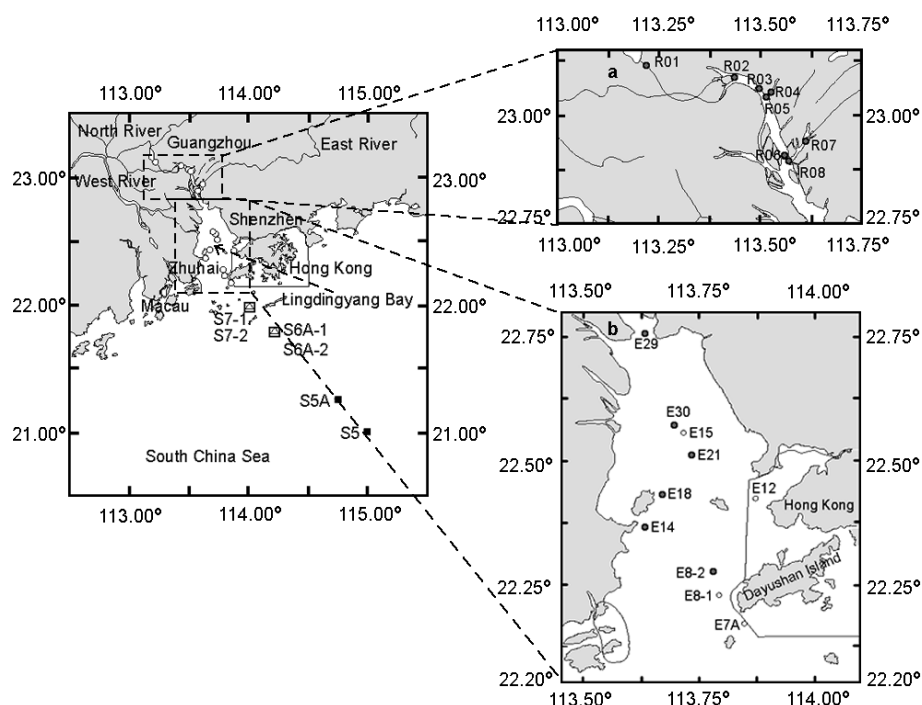 113.00° 114.00° 115.00°
North River
Guangzhou
East River
23.00°
23.00°
West River
Shenzhen
Zhuhai
Hong Kong
22.00°
Macau
Lingdingyang Bay
22.00°
S7-1
S7-2
S6A-1
S6A-2
S5A
21.00°
S5
21.00°
South China Sea
113.00° 114.00° 115.00°
113.00° 113.25° 113.50° 113.75°
a
R01
R02
R03
R04
R05
23.00°
23.00°
R06
R07
R08
22.75°
22.75°
113.00° 113.25° 113.50° 113.75°
113.50° 113.75° 114.00°
22.75°
b
E29
22.75°
E30
E15
E21
22.50°
22.50°
E12
E18
Hong Kong
E14
E8-2
Dayushan Island
22.25°
E8-1
22.25°
E7A
22.20°
22.20°
113.50° 113.75° 114.00°